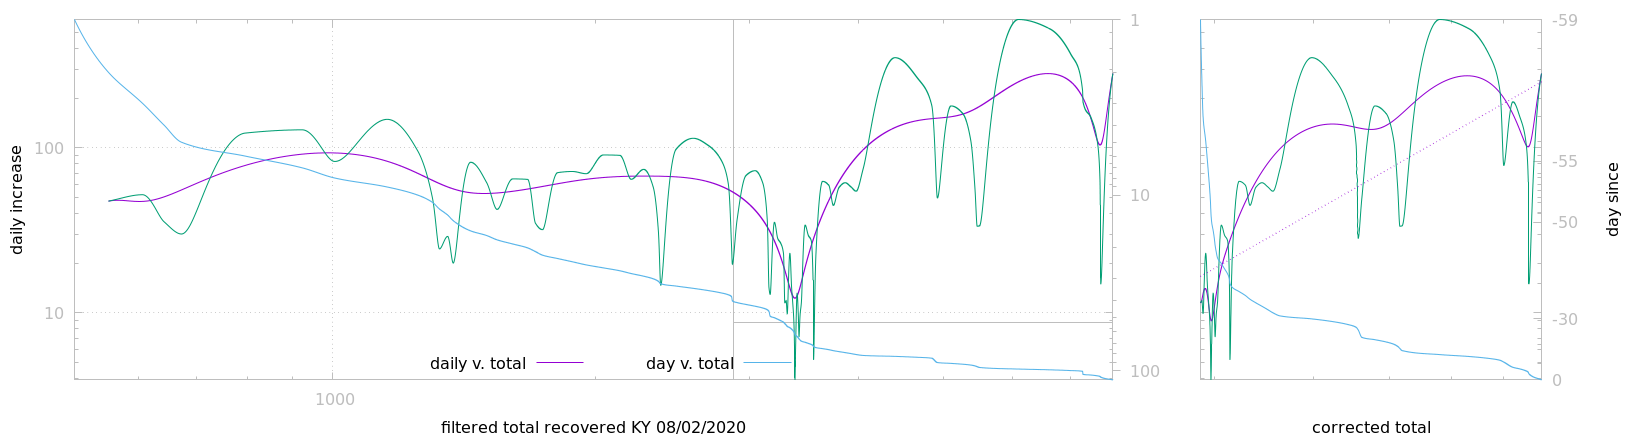 1
-59
100
-55
daily increase
10
-50
day since
10
-30
daily v. total
day v. total
100
0
1000
filtered total recovered KY 08/02/2020
corrected total